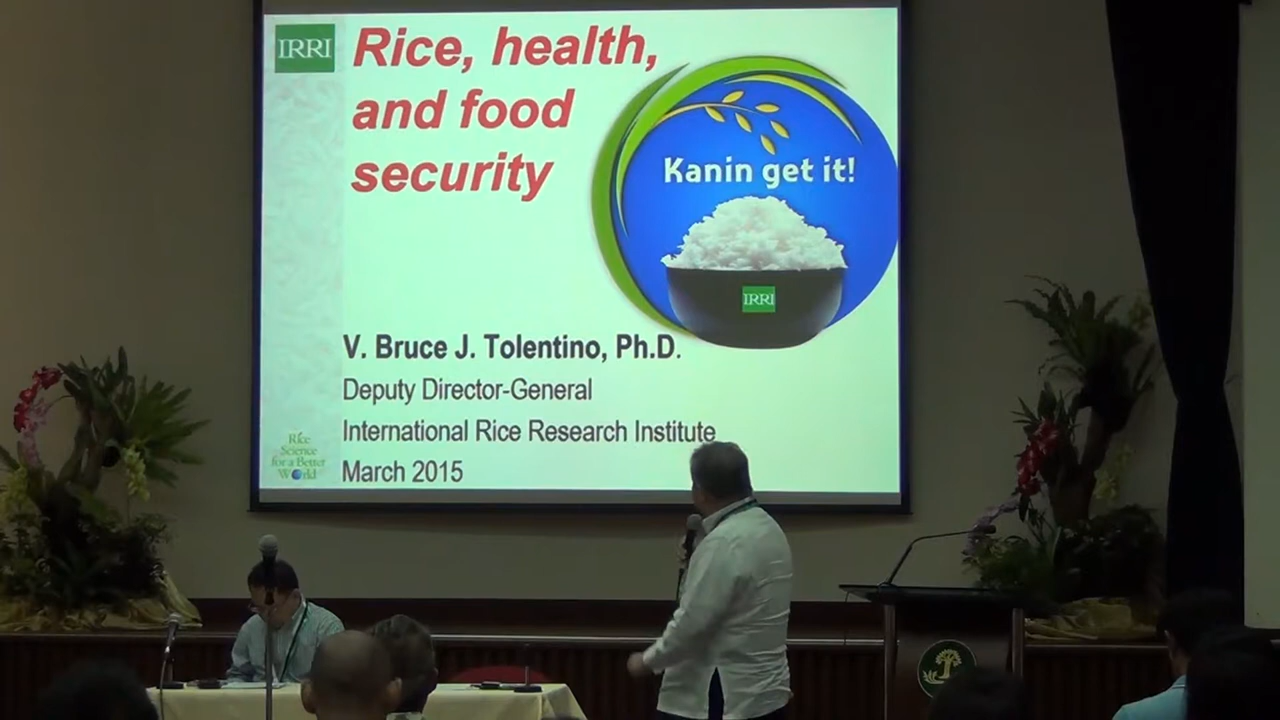 IRRI
Rice, health,
and food
security
Kanin get it!
IRRI
V. Bruce J. Tolentino, Ph.D.
Deputy Director-General
International Rice Research Institute
March 2015
Rice
Science
for a Better
World